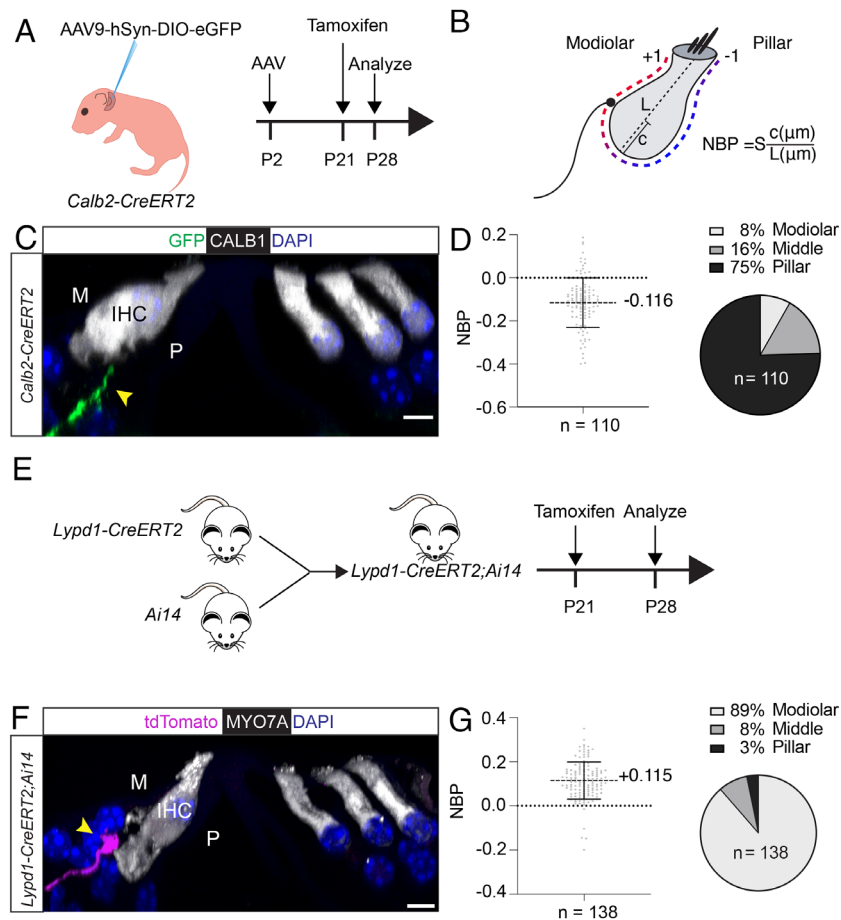 A
AAV9-hSyn-DIO-eGFP
Calb2-CreERT2
Tamoxifen
AAV
Analyze
P2
P21
P28
B
Modiolar
+1
-1
Pillar
L
c
NBP =S c(μm)
L(μm)
C
GFP CALB1 DAPI
Calb2-CreERT2
M
IHC
P
D
NBP
0.2
0.0
-0.2
-0.4
-0.6
-0.116
n = 110
8% Modiolar
16% Middle
75% Pillar
n = 110
E
Lypd1-CreERT2
Ai14
Lypd1-CreERT2;Ai14
Tamoxifen Analyze
P21
P28
F
tdTomato MYO7A DAPI
Lypd1-CreERT2;Ai14
M
IHC
P
G
NBP
0.4
0.2
0.0
-0.2
-0.4
+0.115
n = 138
89% Modiolar
8% Middle
3% Pillar
n = 138